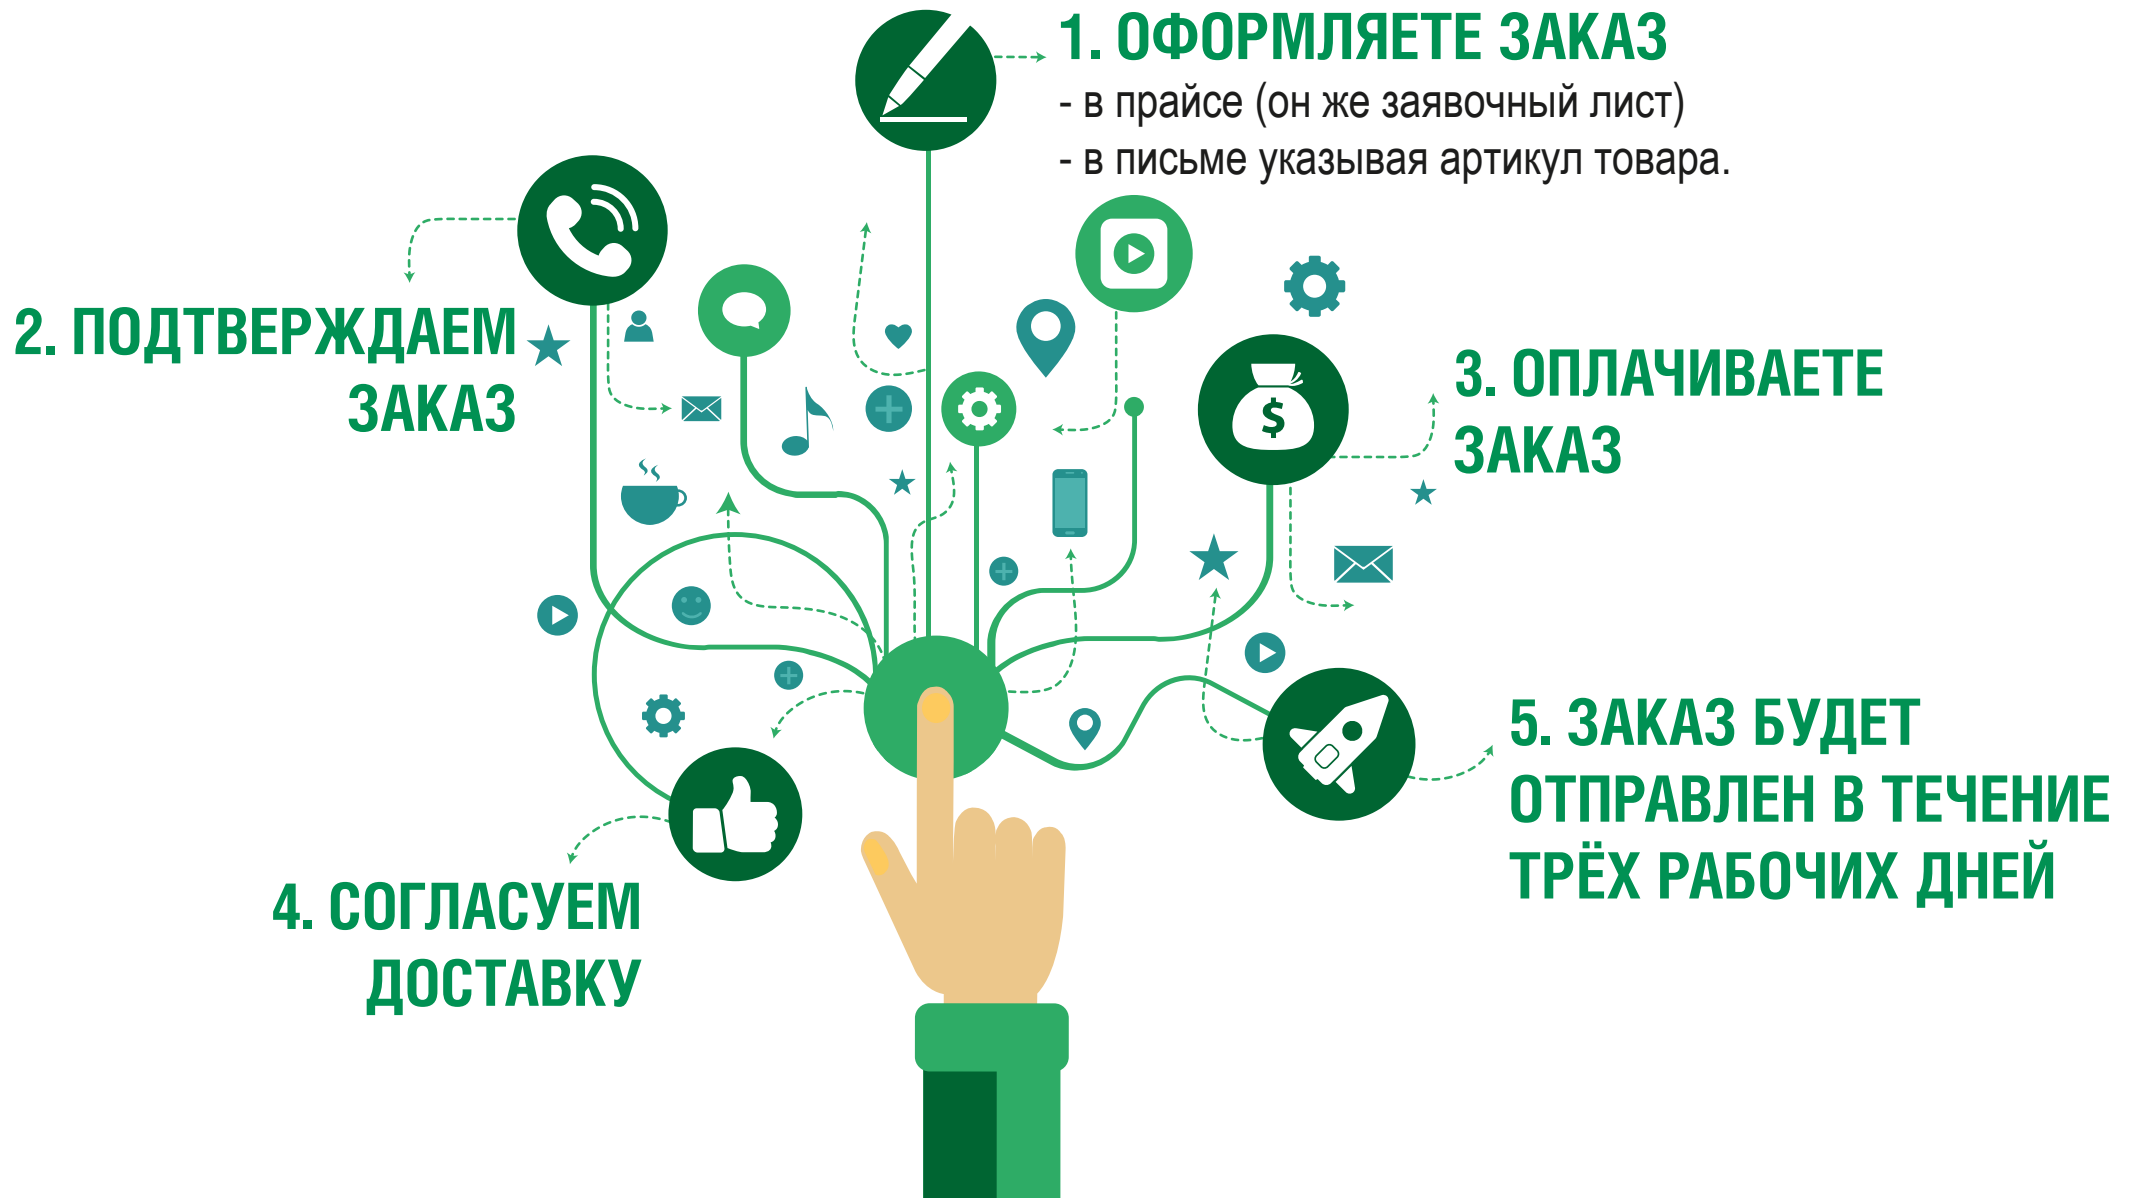 1. ОФОРМЛЯЕТЕ ЗАКАЗ
- в прайсе (он же заявочный лист)
- в письме указывая артикул товара.
2. ПОДТВЕРЖДАЕМ
ЗАКАЗ
3. ОПЛАЧИВАЕТЕ
ЗАКАЗ
$
4. СОГЛАСУЕМ
ДОСТАВКУ
5. ЗАКАЗ БУДЕТ
ОТПРАВЛЕН В ТЕЧЕНИЕ
ТРЁХ РАБОЧИХ ДНЕЙ